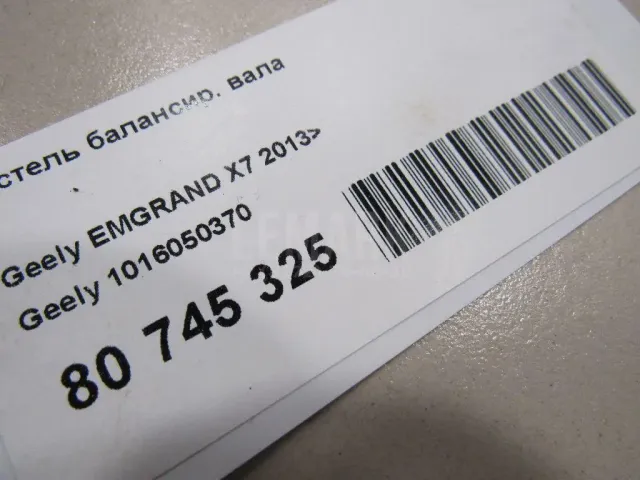 стель балансир. вала
Geely EMGRAND X7 2013>
Geely 1016050370
80 745 325